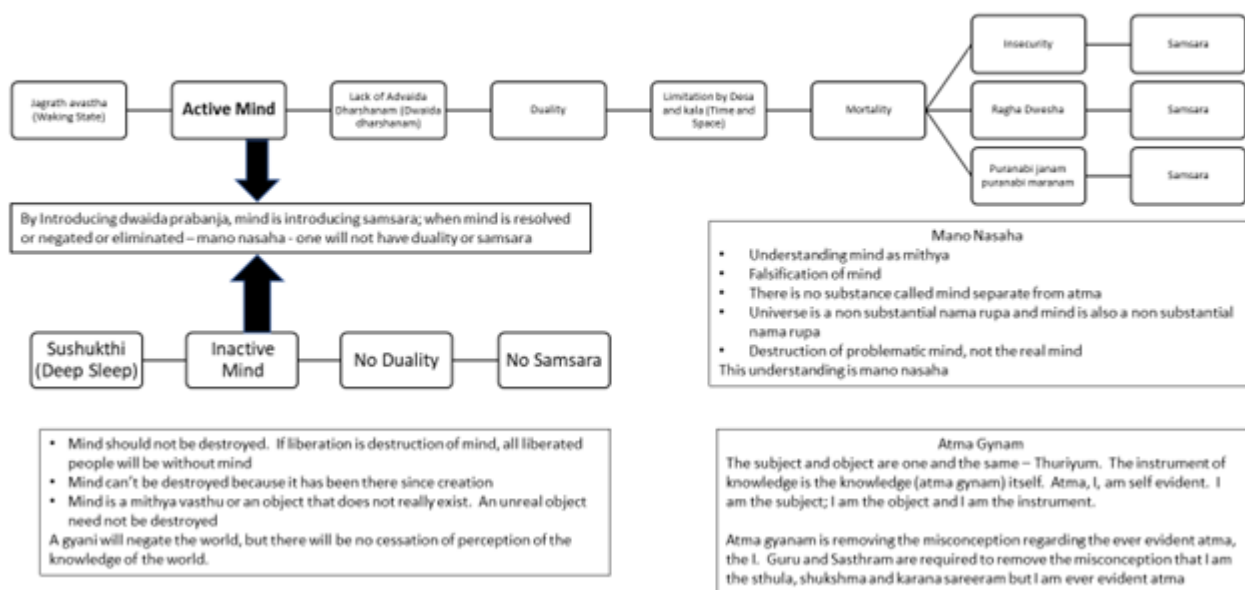 Jagrath avastha
(Waking State)
Active Mind
Lack of Advaida
Dharshanam (Dwaida
dharshanam)
Duality
Limitation by Desa
and kala (Time and
Space)
Mortality
Insecurity
Samsara
Ragha Dwesha
Samsara
Puranabi janam
puranabi maranam
Samsara
By Introducing dwaida prabanja, mind is introducing samsara; when mind is resolved
or negated or eliminated – mano nasaha - one will not have duality or samsara
Sushukthi
(Deep Sleep)
Inactive
Mind
No Duality
No Samsara
Mano Nasaha
• Understanding mind as mithya
• Falsification of mind
• There is no substance called mind separate from atma
• Universe is a non substantial nama rupa and mind is also a non substantial
nama rupa
• Destruction of problematic mind, not the real mind
This understanding is mano nasaha
• Mind should not be destroyed. If liberation is destruction of mind, all liberated
people will be without mind
• Mind can't be destroyed because it has been there since creation
• Mind is a mithya vasthu or an object that does not really exist. An unreal object
need not be destroyed
A gyani will negate the world, but there will be no cessation of perception of the
knowledge of the world.
Atma Gynam
The subject and object are one and the same – Thuriyum. The instrument of
knowledge is the knowledge (atma gynam) itself. Atma, I, am self evident. I
am the subject; I am the object and I am the instrument.
Atma gyanam is removing the misconception regarding the ever evident atma,
the I. Guru and Sasthram are required to remove the misconception that I am
the sthula, shukshma and karana sareeram but I am ever evident atma